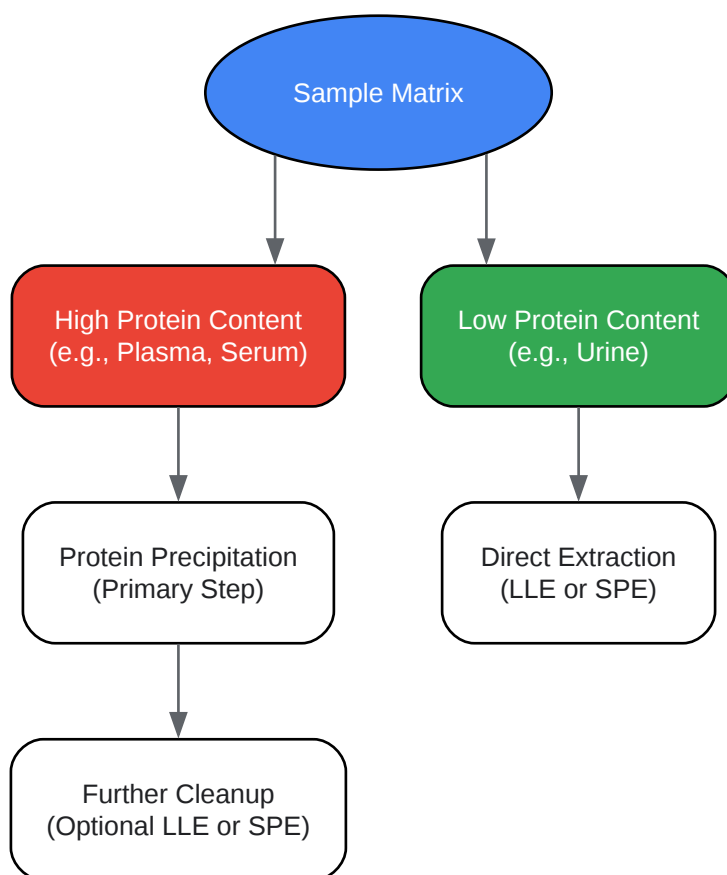 Sample Matrix
High Protein Content
(e.g., Plasma, Serum)
Low Protein Content
(e.g., Urine)
Protein Precipitation
(Primary Step)
Direct Extraction
(LLE or SPE)
Further Cleanup
(Optional LLE or SPE)